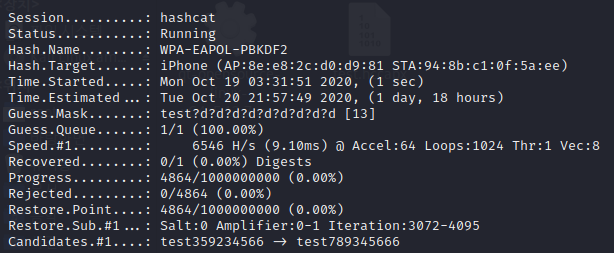 Session..........: hashcat
Status...........: Running
Hash.Name........: WPA-EAPOL-PBKDF2
Hash.Target......: iPhone (AP:8e:e8:2c:d0:d9:81 STA:94:8b:c1:0f:5a:ee)
Time.Started.....: Mon Oct 19 03:31:51 2020, (1 sec)
Time.Estimated...: Tue Oct 20 21:57:49 2020, (1 day, 18 hours)
Guess.Mask.......: test?d?d?d?d?d?d?d?d?d [13]
Guess.Queue......: 1/1 (100.00%)
Speed.#1.........:     6546 H/s (9.10ms) @ Accel:64 Loops:1024 Thr:1 Vec:8
Recovered........: 0/1 (0.00%) Digests
Progress.........: 4864/1000000000 (0.00%)
Rejected.........: 0/4864 (0.00%)
Restore.Point....: 4864/1000000000 (0.00%)
Restore.Sub.#1...: Salt:0 Amplifier:0-1 Iteration:3072-4095
Candidates.#1....: test359234566 -> test789345666